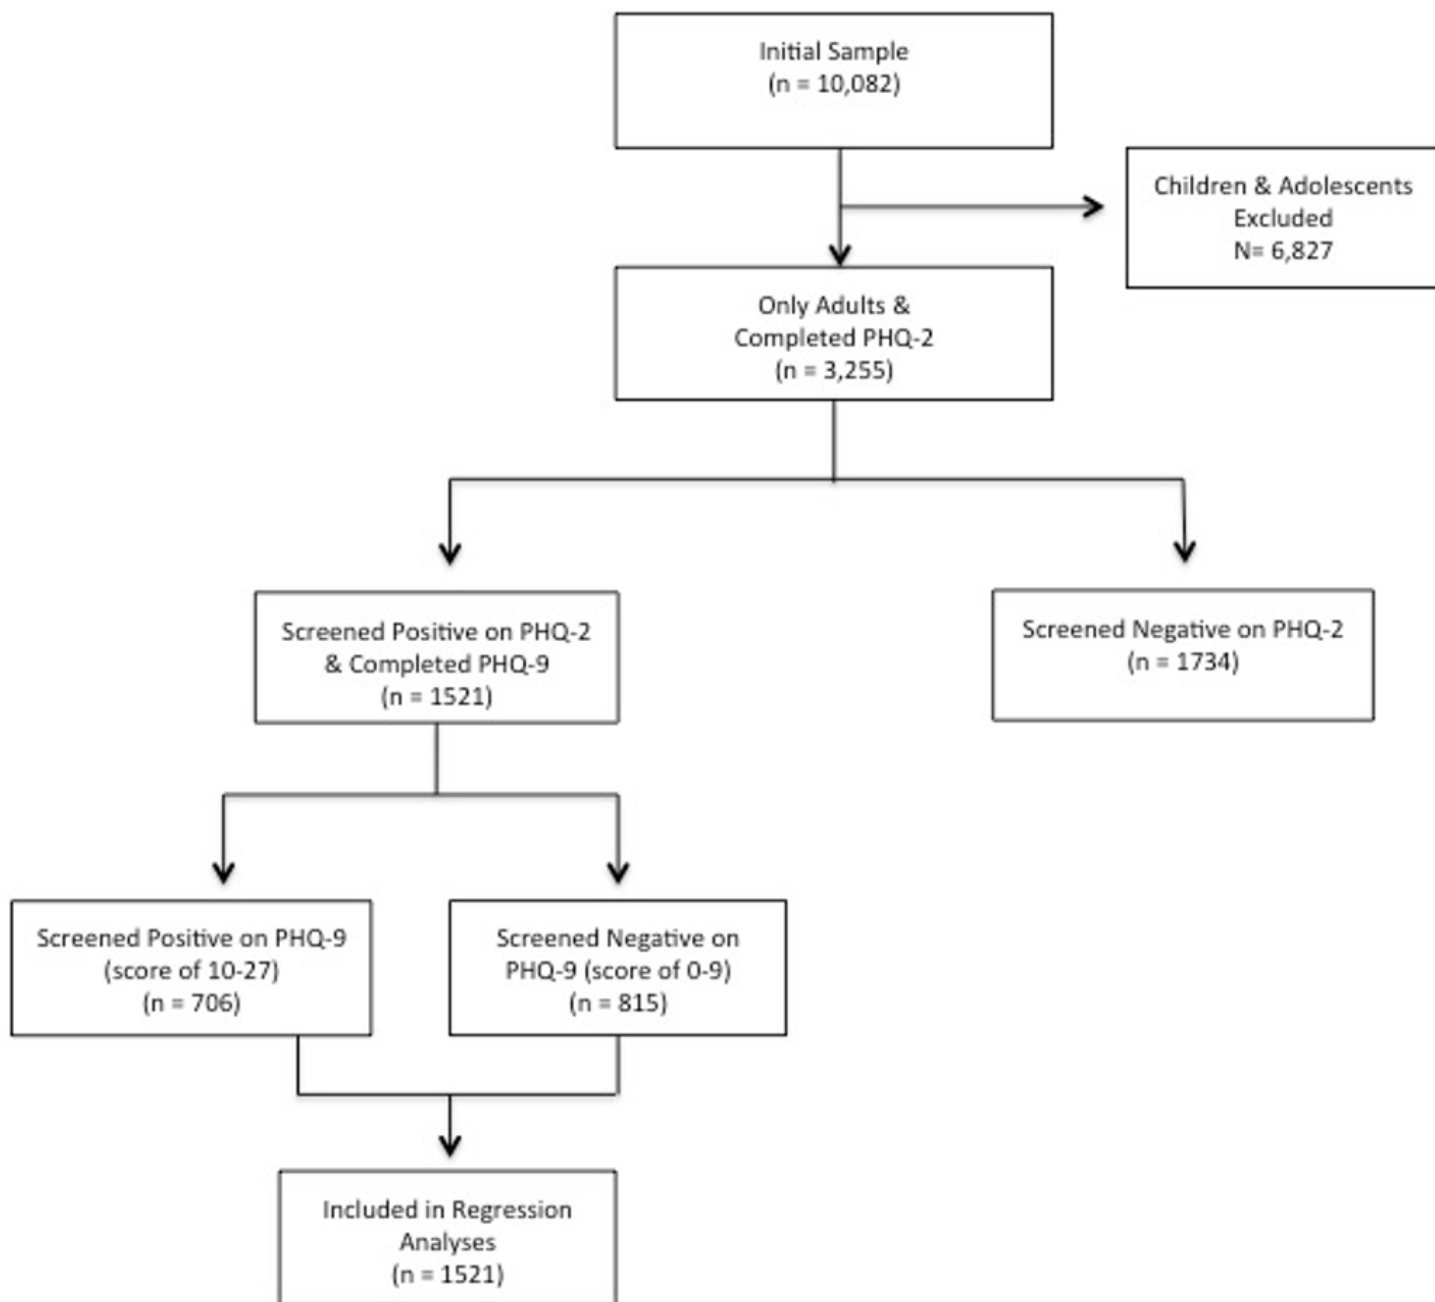 Initial Sample
(n = 10,082)
Children & Adolescents
Excluded
N= 6,827
Only Adults &
Completed PHQ-2
(n = 3,255)
Screened Positive on PHQ-2
& Completed PHQ-9
(n = 1521)
Screened Negative on PHQ-2
(n = 1734)
Screened Positive on PHQ-9
(score of 10-27)
(n = 706)
Screened Negative on
PHQ-9 (score of 0-9)
(n = 815)
Included in Regression
Analyses
(n = 1521)